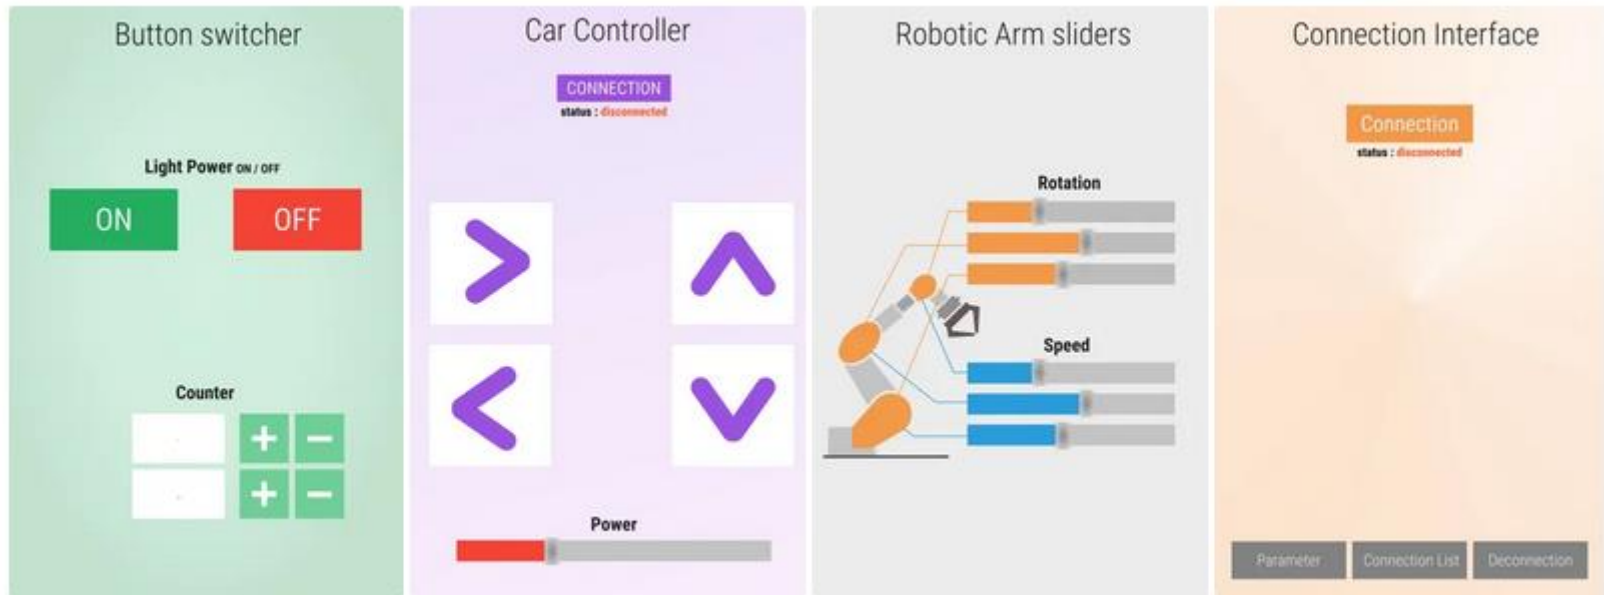 Button switcher
Light Power ON / OFF
ON
OFF
Counter
+ −
+ −
Car Controller
CONNECTION
status : disconnected
Power
Robotic Arm sliders
Rotation
Speed
Connection Interface
Connection
status : disconnected
Parameter
Connection List
Deconnection